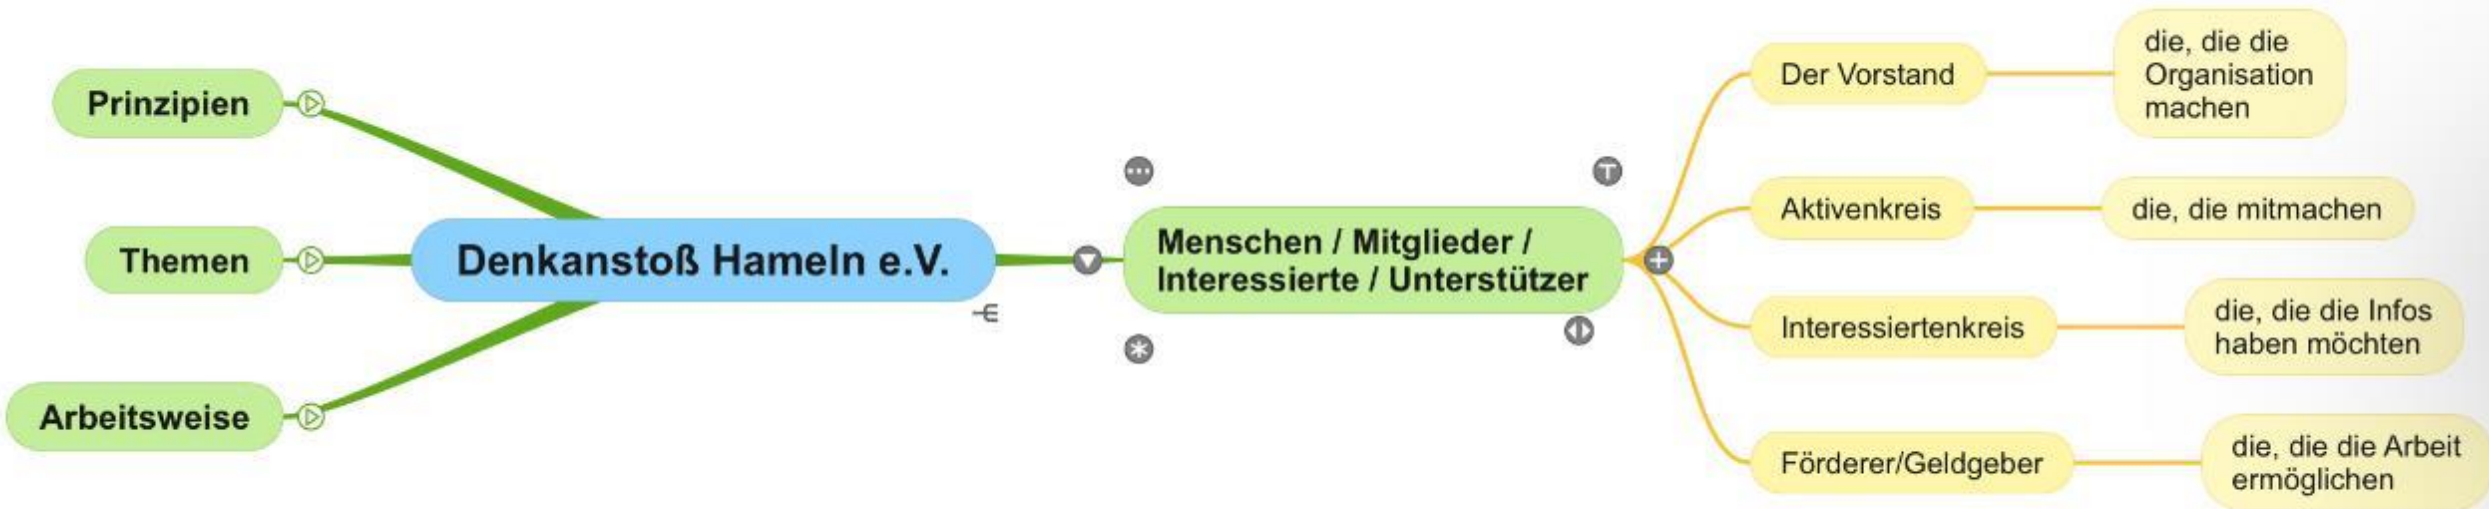 Prinzipien
Themen
Arbeitsweise
Denkanstoß Hameln e.V.
Menschen / Mitglieder /
Interessierte / Unterstützer
Der Vorstand
die, die die
Organisation
machen
Aktivenkreis
die, die mitmachen
Interessiertenkreis
die, die die Infos
haben möchten
Förderer/Geldgeber
die, die die Arbeit
ermöglichen